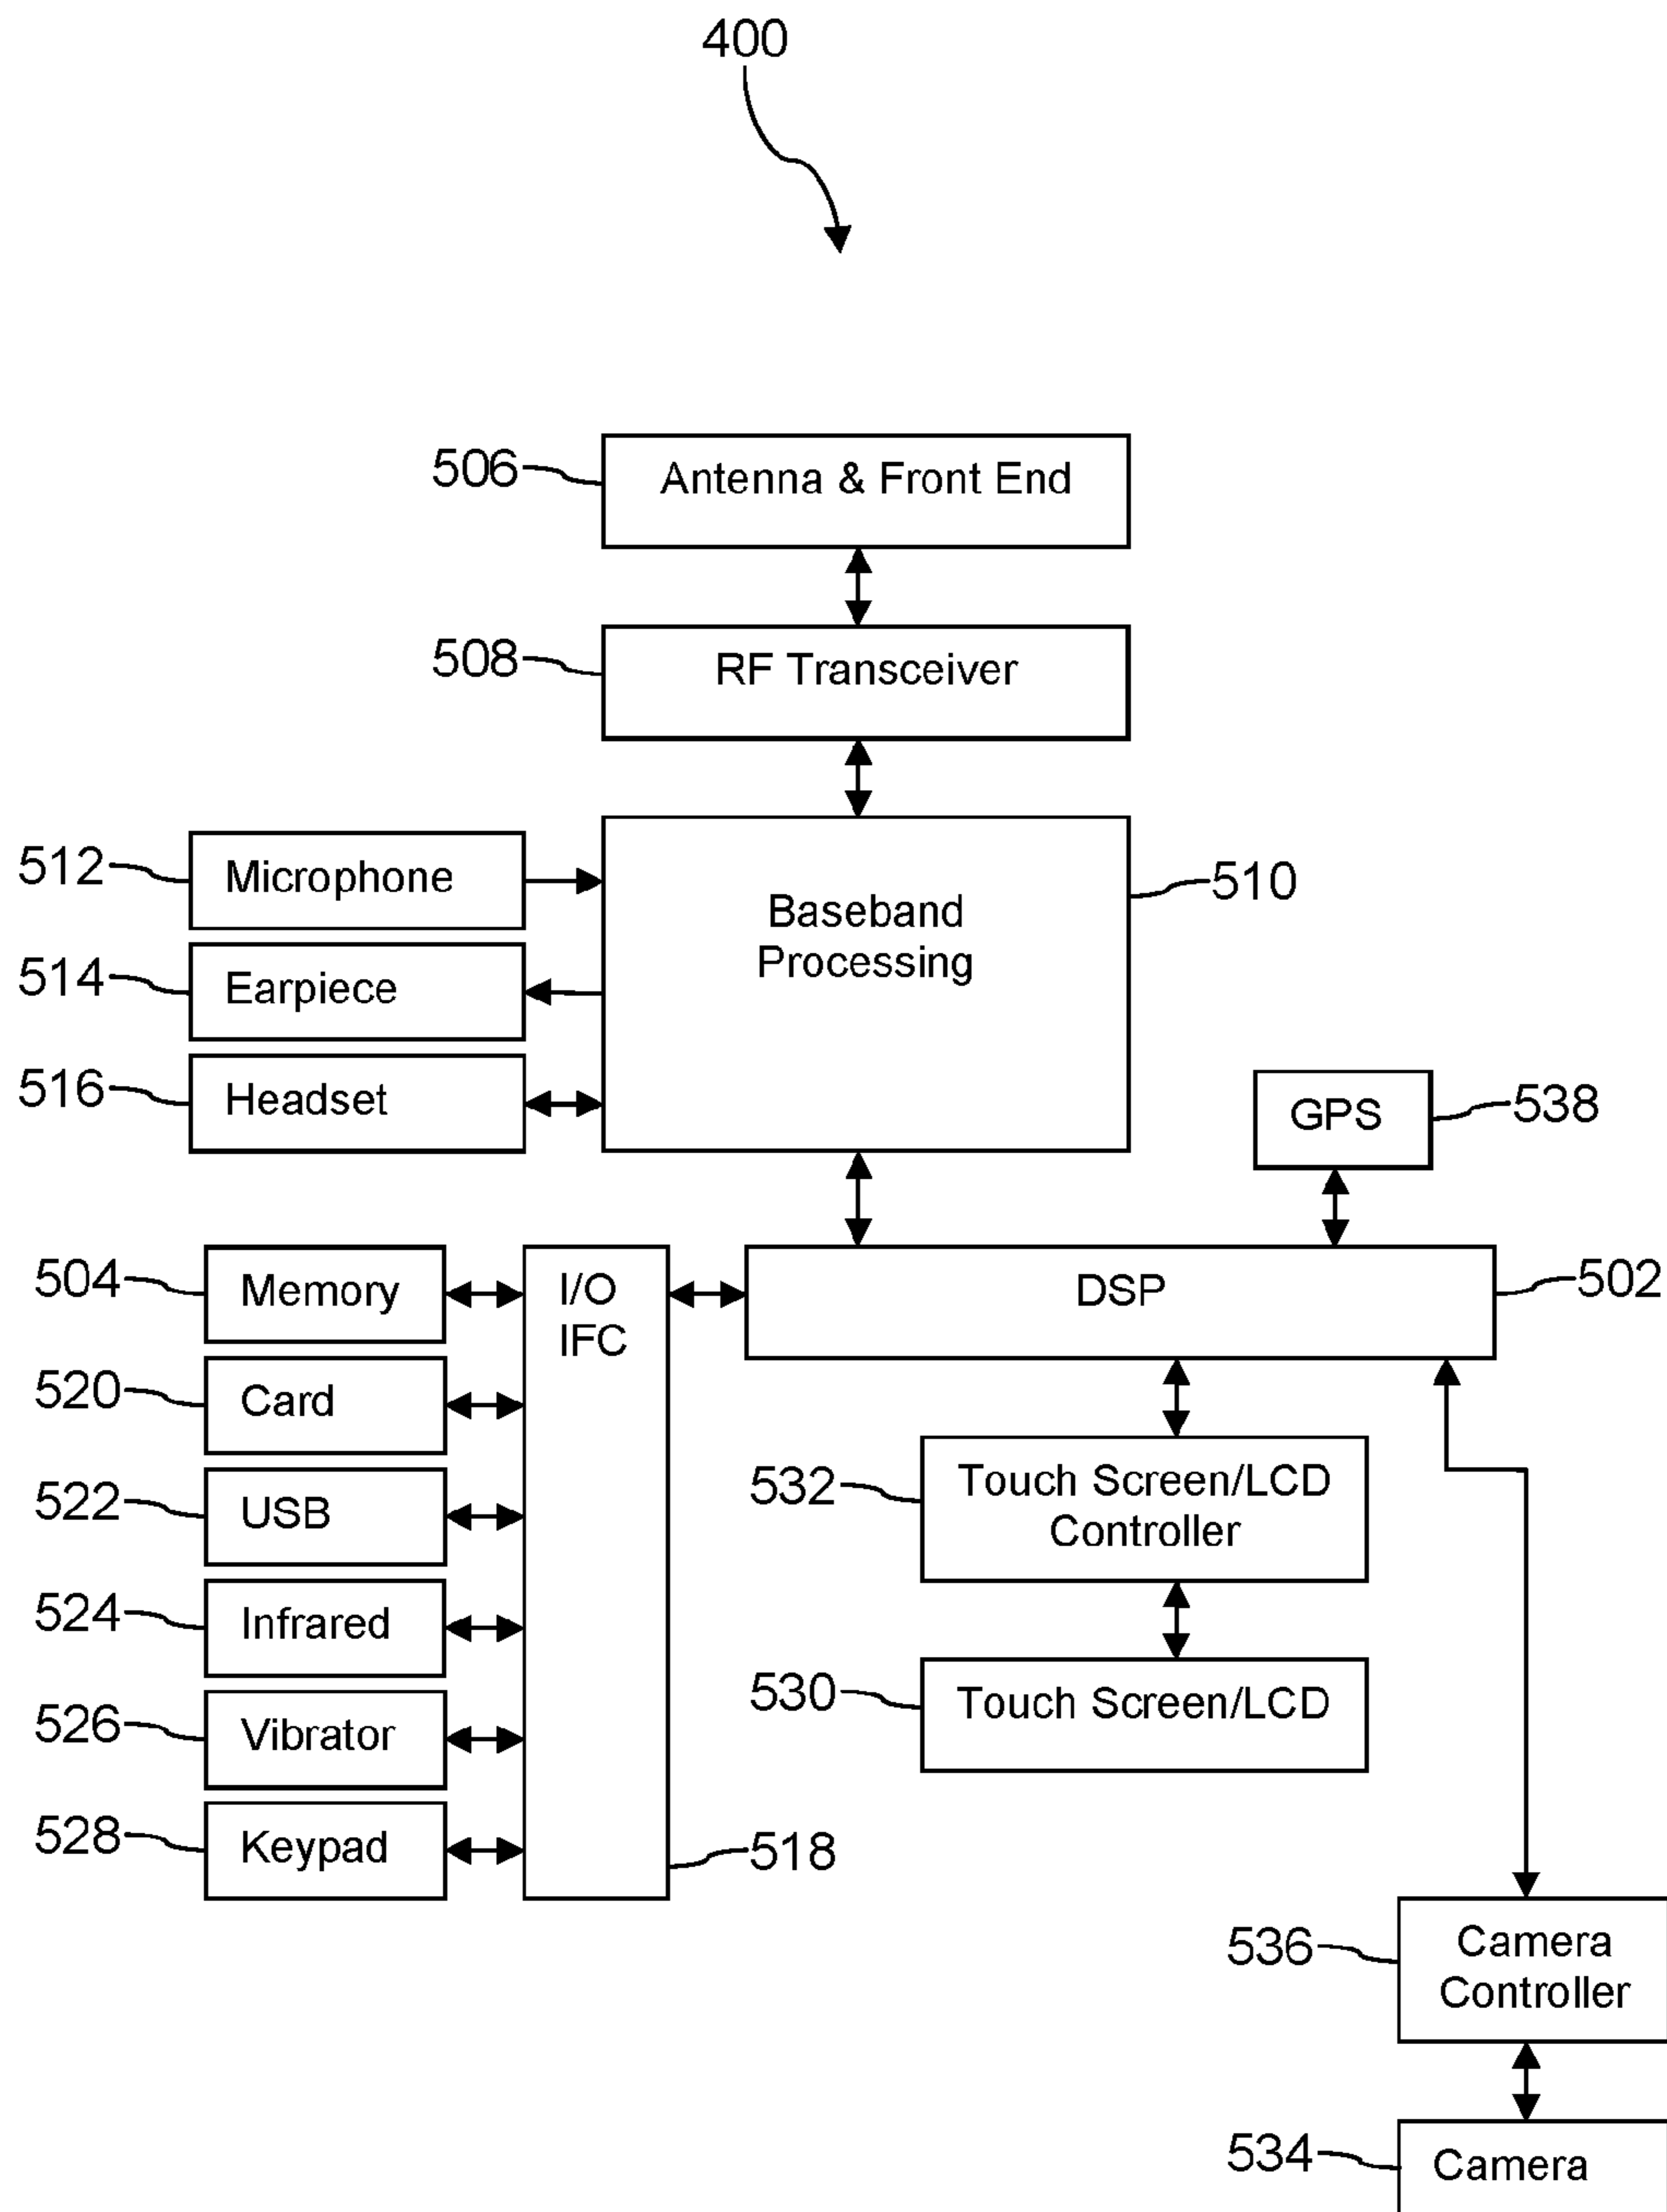 400
506
Antenna & Front End
508
RF Transceiver
512
Microphone
Baseband
Processing
510
514
Earpiece
516
Headset
GPS
538
504
Memory
I/O
IFC
DSP
502
520
Card
522
USB
532
Touch Screen/LCD
Controller
524
Infrared
526
Vibrator
530
Touch Screen/LCD
528
Keypad
518
536
Camera
Controller
534
Camera